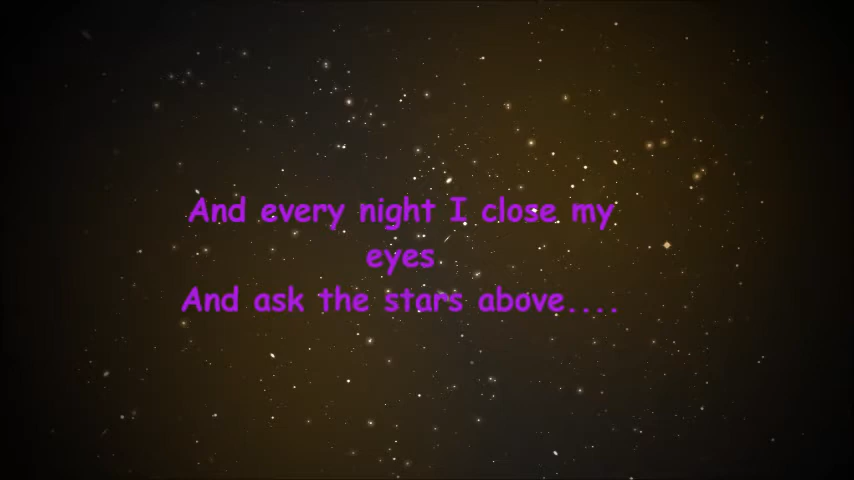 And every night I close my
eyes
And ask the stars above....